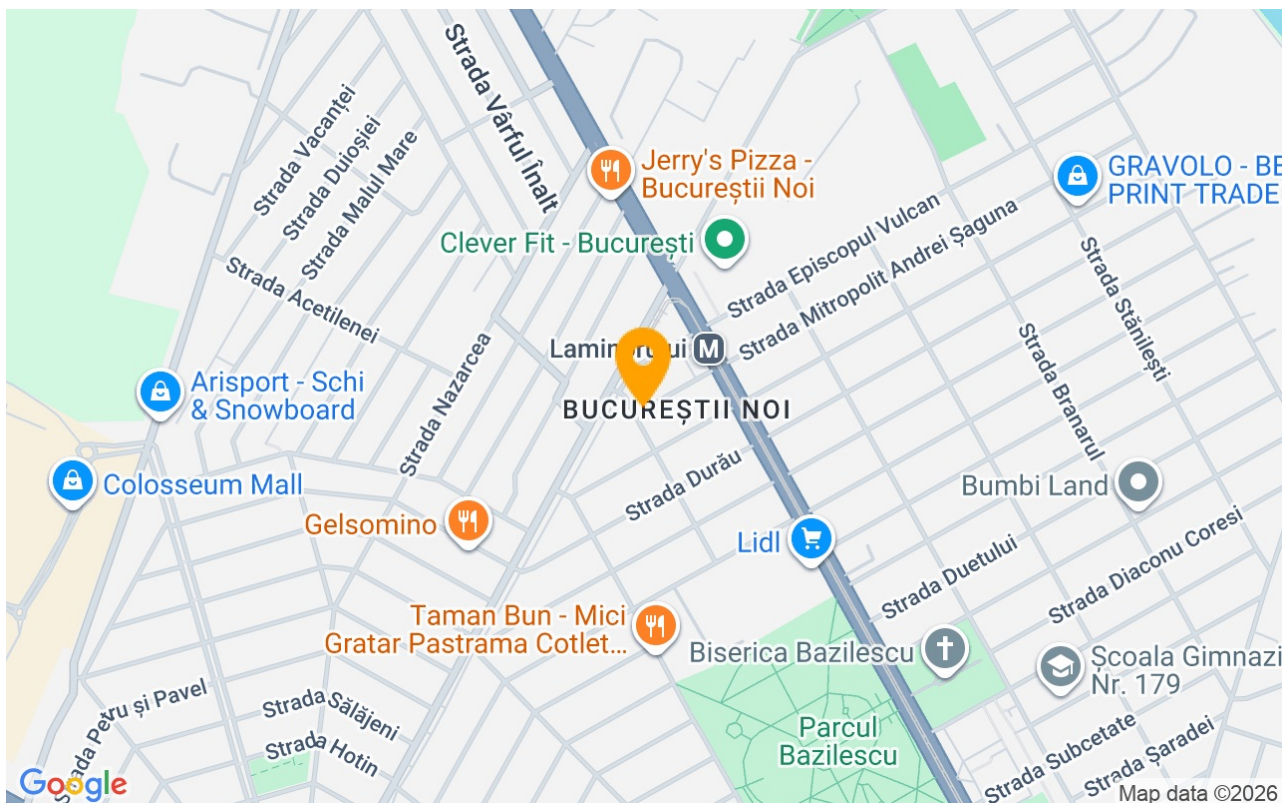 Strada Vârful Înalt
Strada Vacanței
Strada Duioșiei
Strada Malul Mare
Jerry's Pizza -
Bucureștii Noi
GRAVOLO - BE
PRINT TRADE
Clever Fit - București
Strada Episcopul Vulcan
Strada Mitropolit Andrei Șaguna
Strada Stănilești
Strada Acetilenei
Strada Nazarcea
Laminorului
M
Strada Branarul
Arisport - Schi
& Snowboard
BUCUREȘTII NOI
Colosseum Mall
Strada Durău
Bumbi Land
Gelsomino
Lidl
Strada Duetului
Strada Diaconu Coresi
Taman Bun - Mici
Gratar Pastrama Cotlet...
Biserica Bazilescu
Școala Gimnazi
Nr. 179
Strada Petru și Pavel
Strada Sălăjeni
Strada Hotin
Parcul
Bazilescu
Strada Subcetate
Strada Șaradei
Google
Map data ©2026